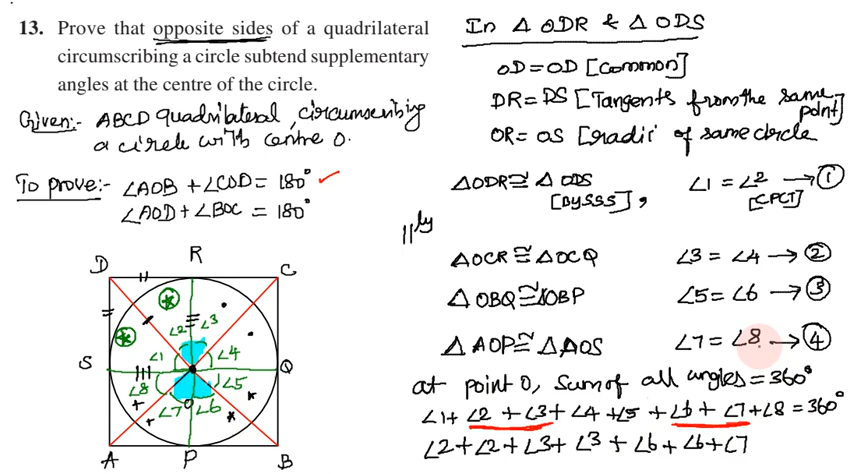 13. Prove that opposite sides of a quadrilateral
circumscribing a circle subtend supplementary
angles at the centre of the circle.
Given:- ABCD quadrilateral, circumscribing
a circle with centre O.
To prove:- ∠AOB + ∠COD = 180° ✓
∠AOD + ∠BOC = 180°
D R C
∠2 ∠3
∠1 ∠4
S Q
∠8 ∠5
∠7 O ∠6
A P B
In Δ ODR & Δ ODS
OD = OD [Common]
DR = DS [Tangents from the same point]
OR = OS [radii of same circle
ΔODR ≅ Δ ODS ∠1 = ∠2 → ①
[By SSS], [CPCT]
||ly
ΔOCR ≅ ΔOCQ ∠3 = ∠4 → ②
Δ OBQ ≅ ΔOBP ∠5 = ∠6 → ③
Δ AOP ≅ ΔAOS ∠7 = ∠8 → ④
at point O, Sum of all angles = 360°
∠1 + ∠2 + ∠3 + ∠4 + ∠5 + ∠6 + ∠7 + ∠8 = 360°
∠2 + ∠2 + ∠3 + ∠3 + ∠6 + ∠6 + ∠7